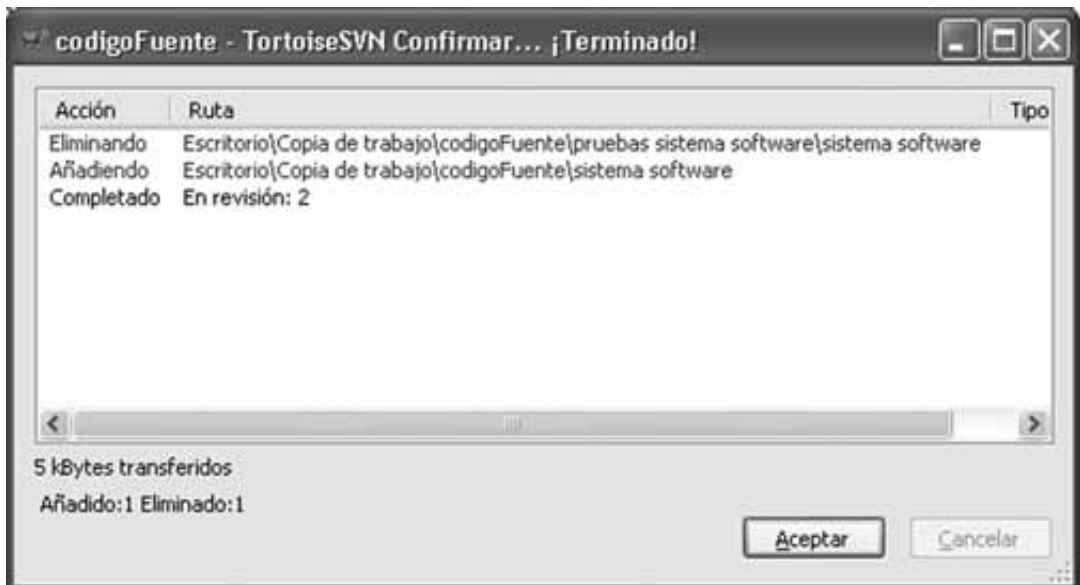 codigoFuente - TortoiseSVN Confirmar... ¡Terminado!
Acción Ruta Tipo
Eliminando Escritorio\Copia de trabajo\codigoFuente\pruebas sistema software\sistema software
Añadiendo Escritorio\Copia de trabajo\codigoFuente\sistema software
Completado En revisión: 2
5 kBytes transferidos
Añadido:1 Eliminado:1
Aceptar Cancelar